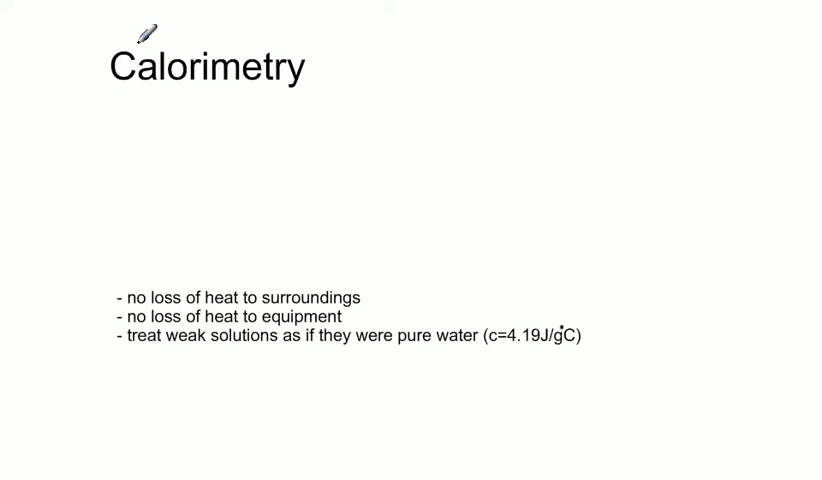 Calorimetry
- no loss of heat to surroundings
- no loss of heat to equipment
- treat weak solutions as if they were pure water (c=4.19J/g°C)